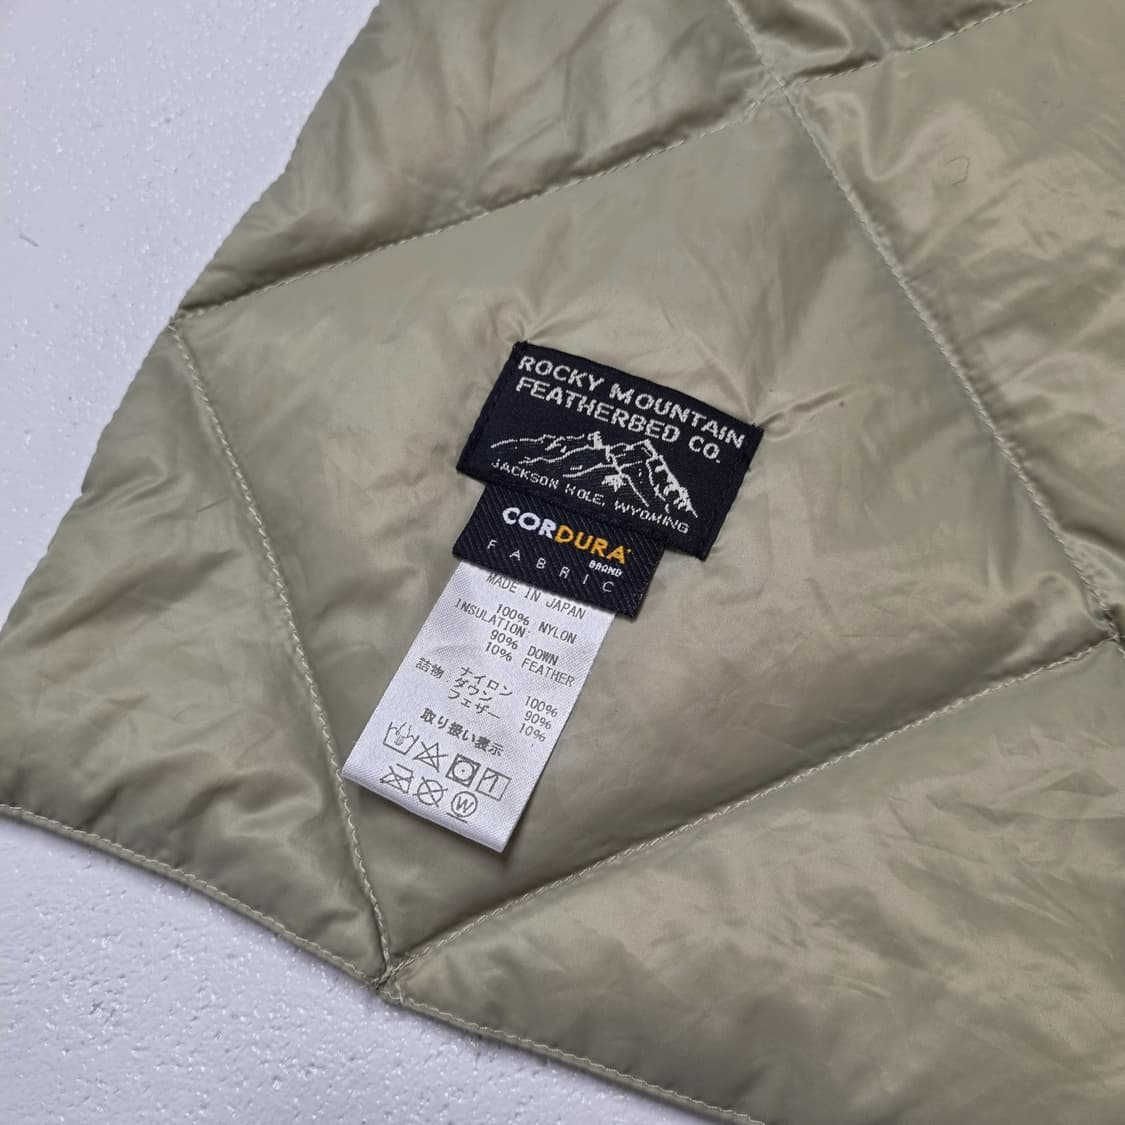 ROCKY MOUNTAIN
FEATHERBED CO.
JACKSON HOLE, WYOMING
CORDURA
BRAND
FABRIC
MADE IN JAPAN
100% NYLON
INSULATION:
90% DOWN
10% FEATHER
ナイロン 100%
詰物: ダウン 90%
フェザー 10%
取り扱い表示
W